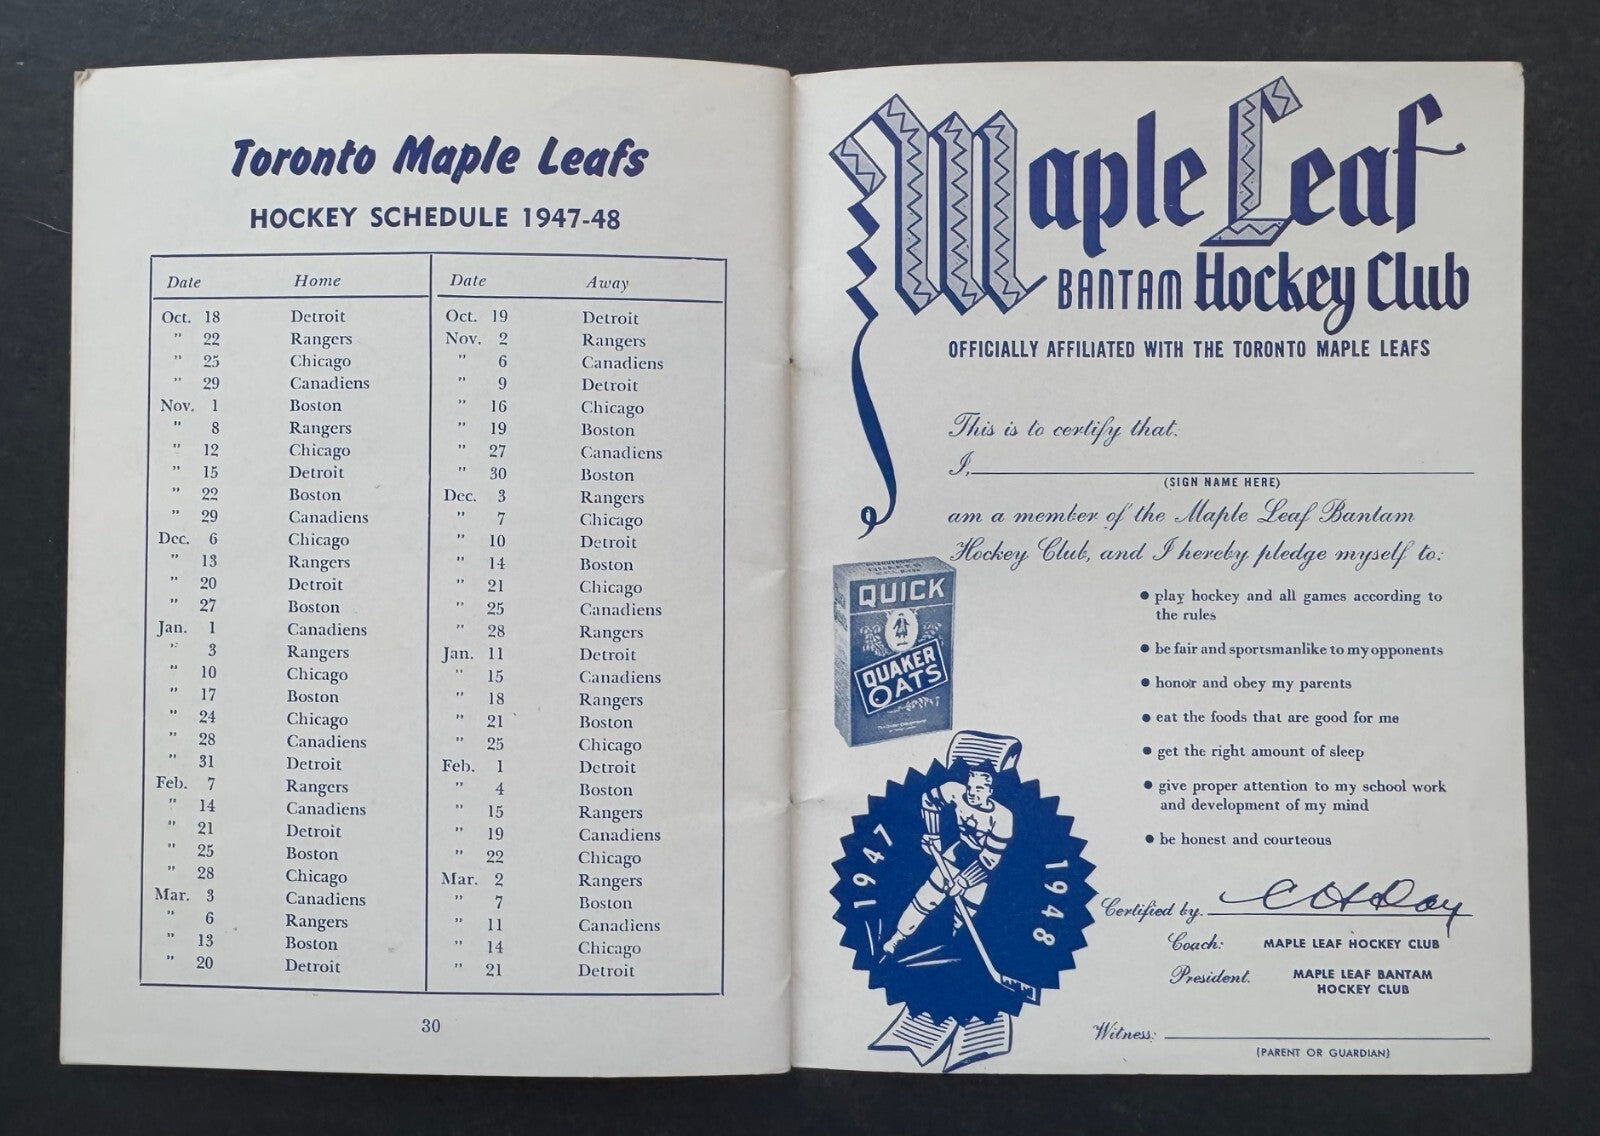 Toronto Maple Leafs
HOCKEY SCHEDULE 1947-48
Date Home
Oct. 18 Detroit
" 22 Rangers
" 25 Chicago
" 29 Canadiens
Nov. 1 Boston
" 8 Rangers
" 12 Chicago
" 15 Detroit
" 22 Boston
" 29 Canadiens
Dec. 6 Chicago
" 13 Rangers
" 20 Detroit
" 27 Boston
Jan. 1 Canadiens
" 3 Rangers
" 10 Chicago
" 17 Boston
" 24 Chicago
" 28 Canadiens
" 31 Detroit
Feb. 7 Rangers
" 14 Canadiens
" 21 Detroit
" 25 Boston
" 28 Chicago
Mar. 3 Canadiens
" 6 Rangers
" 13 Boston
" 20 Detroit
Date Away
Oct. 19 Detroit
Nov. 2 Rangers
" 6 Canadiens
" 9 Detroit
" 16 Chicago
" 19 Boston
" 27 Canadiens
" 30 Boston
Dec. 3 Rangers
" 7 Chicago
" 10 Detroit
" 14 Boston
" 21 Chicago
" 25 Canadiens
" 28 Rangers
Jan. 11 Detroit
" 15 Canadiens
" 18 Rangers
" 21 Boston
" 25 Chicago
Feb. 1 Detroit
" 4 Boston
" 15 Rangers
" 19 Canadiens
" 22 Chicago
Mar. 2 Rangers
" 7 Boston
" 11 Canadiens
" 14 Chicago
" 21 Detroit
30
Maple Leaf
BANTAM Hockey Club
OFFICIALLY AFFILIATED WITH THE TORONTO MAPLE LEAFS
This is to certify that:
I,
(SIGN NAME HERE)
am a member of the Maple Leaf Bantam
Hockey Club, and I hereby pledge myself to:
• play hockey and all games according to
the rules
• be fair and sportsmanlike to my opponents
• honor and obey my parents
• eat the foods that are good for me
• get the right amount of sleep
• give proper attention to my school work
and development of my mind
• be honest and courteous
QUICK
QUAKER
OATS
1947
1948
Certified by. C H Day
Coach: MAPLE LEAF HOCKEY CLUB
President. MAPLE LEAF BANTAM
HOCKEY CLUB
Witness:
(PARENT OR GUARDIAN)